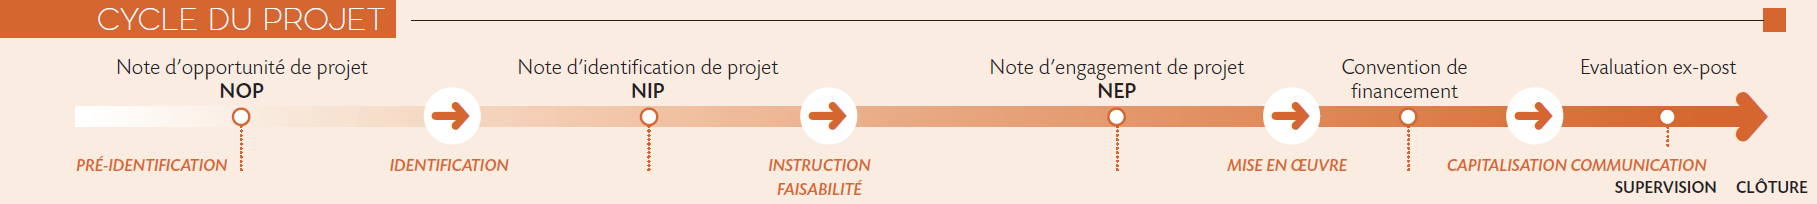 CYCLE DU PROJET
Note d'opportunité de projet
NOP
Note d'identification de projet
NIP
Note d'engagement de projet
NEP
Convention de
financement
Evaluation ex-post
PRÉ-IDENTIFICATION
IDENTIFICATION
INSTRUCTION
FAISABILITÉ
MISE EN ŒUVRE
CAPITALISATION COMMUNICATION
SUPERVISION
CLÔTURE